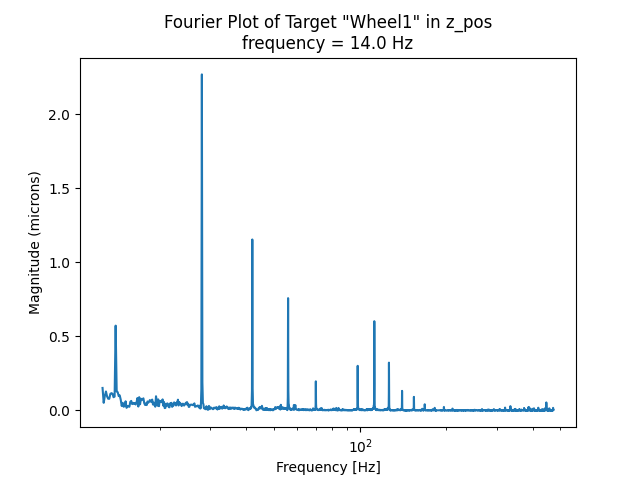 Fourier Plot of Target "Wheel1" in z_pos
frequency = 14.0 Hz
2.0
1.5
1.0
0.5
0.0
Magnitude (microns)
10²
Frequency [Hz]